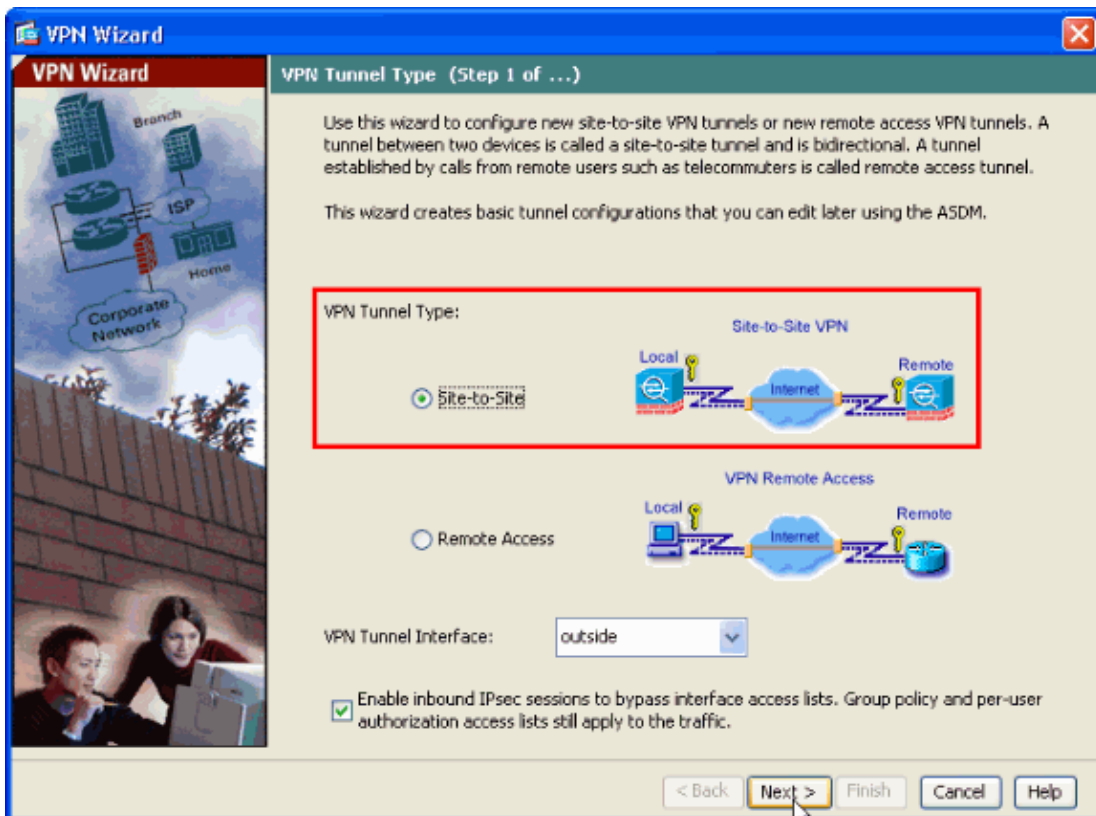 VPN Wizard
VPN Wizard
Branch
ISP
Home
Corporate
Network
VPN Tunnel Type (Step 1 of ...)
Use this wizard to configure new site-to-site VPN tunnels or new remote access VPN tunnels. A
tunnel between two devices is called a site-to-site tunnel and is bidirectional. A tunnel
established by calls from remote users such as telecommuters is called remote access tunnel.
This wizard creates basic tunnel configurations that you can edit later using the ASDM.
VPN Tunnel Type:
Site-to-Site VPN
Local
Remote
Internet
Site-to-Site
VPN Remote Access
Local
Remote
Internet
Remote Access
VPN Tunnel Interface: outside
Enable inbound IPsec sessions to bypass interface access lists. Group policy and per-user
authorization access lists still apply to the traffic.
< Back Next > Finish Cancel Help